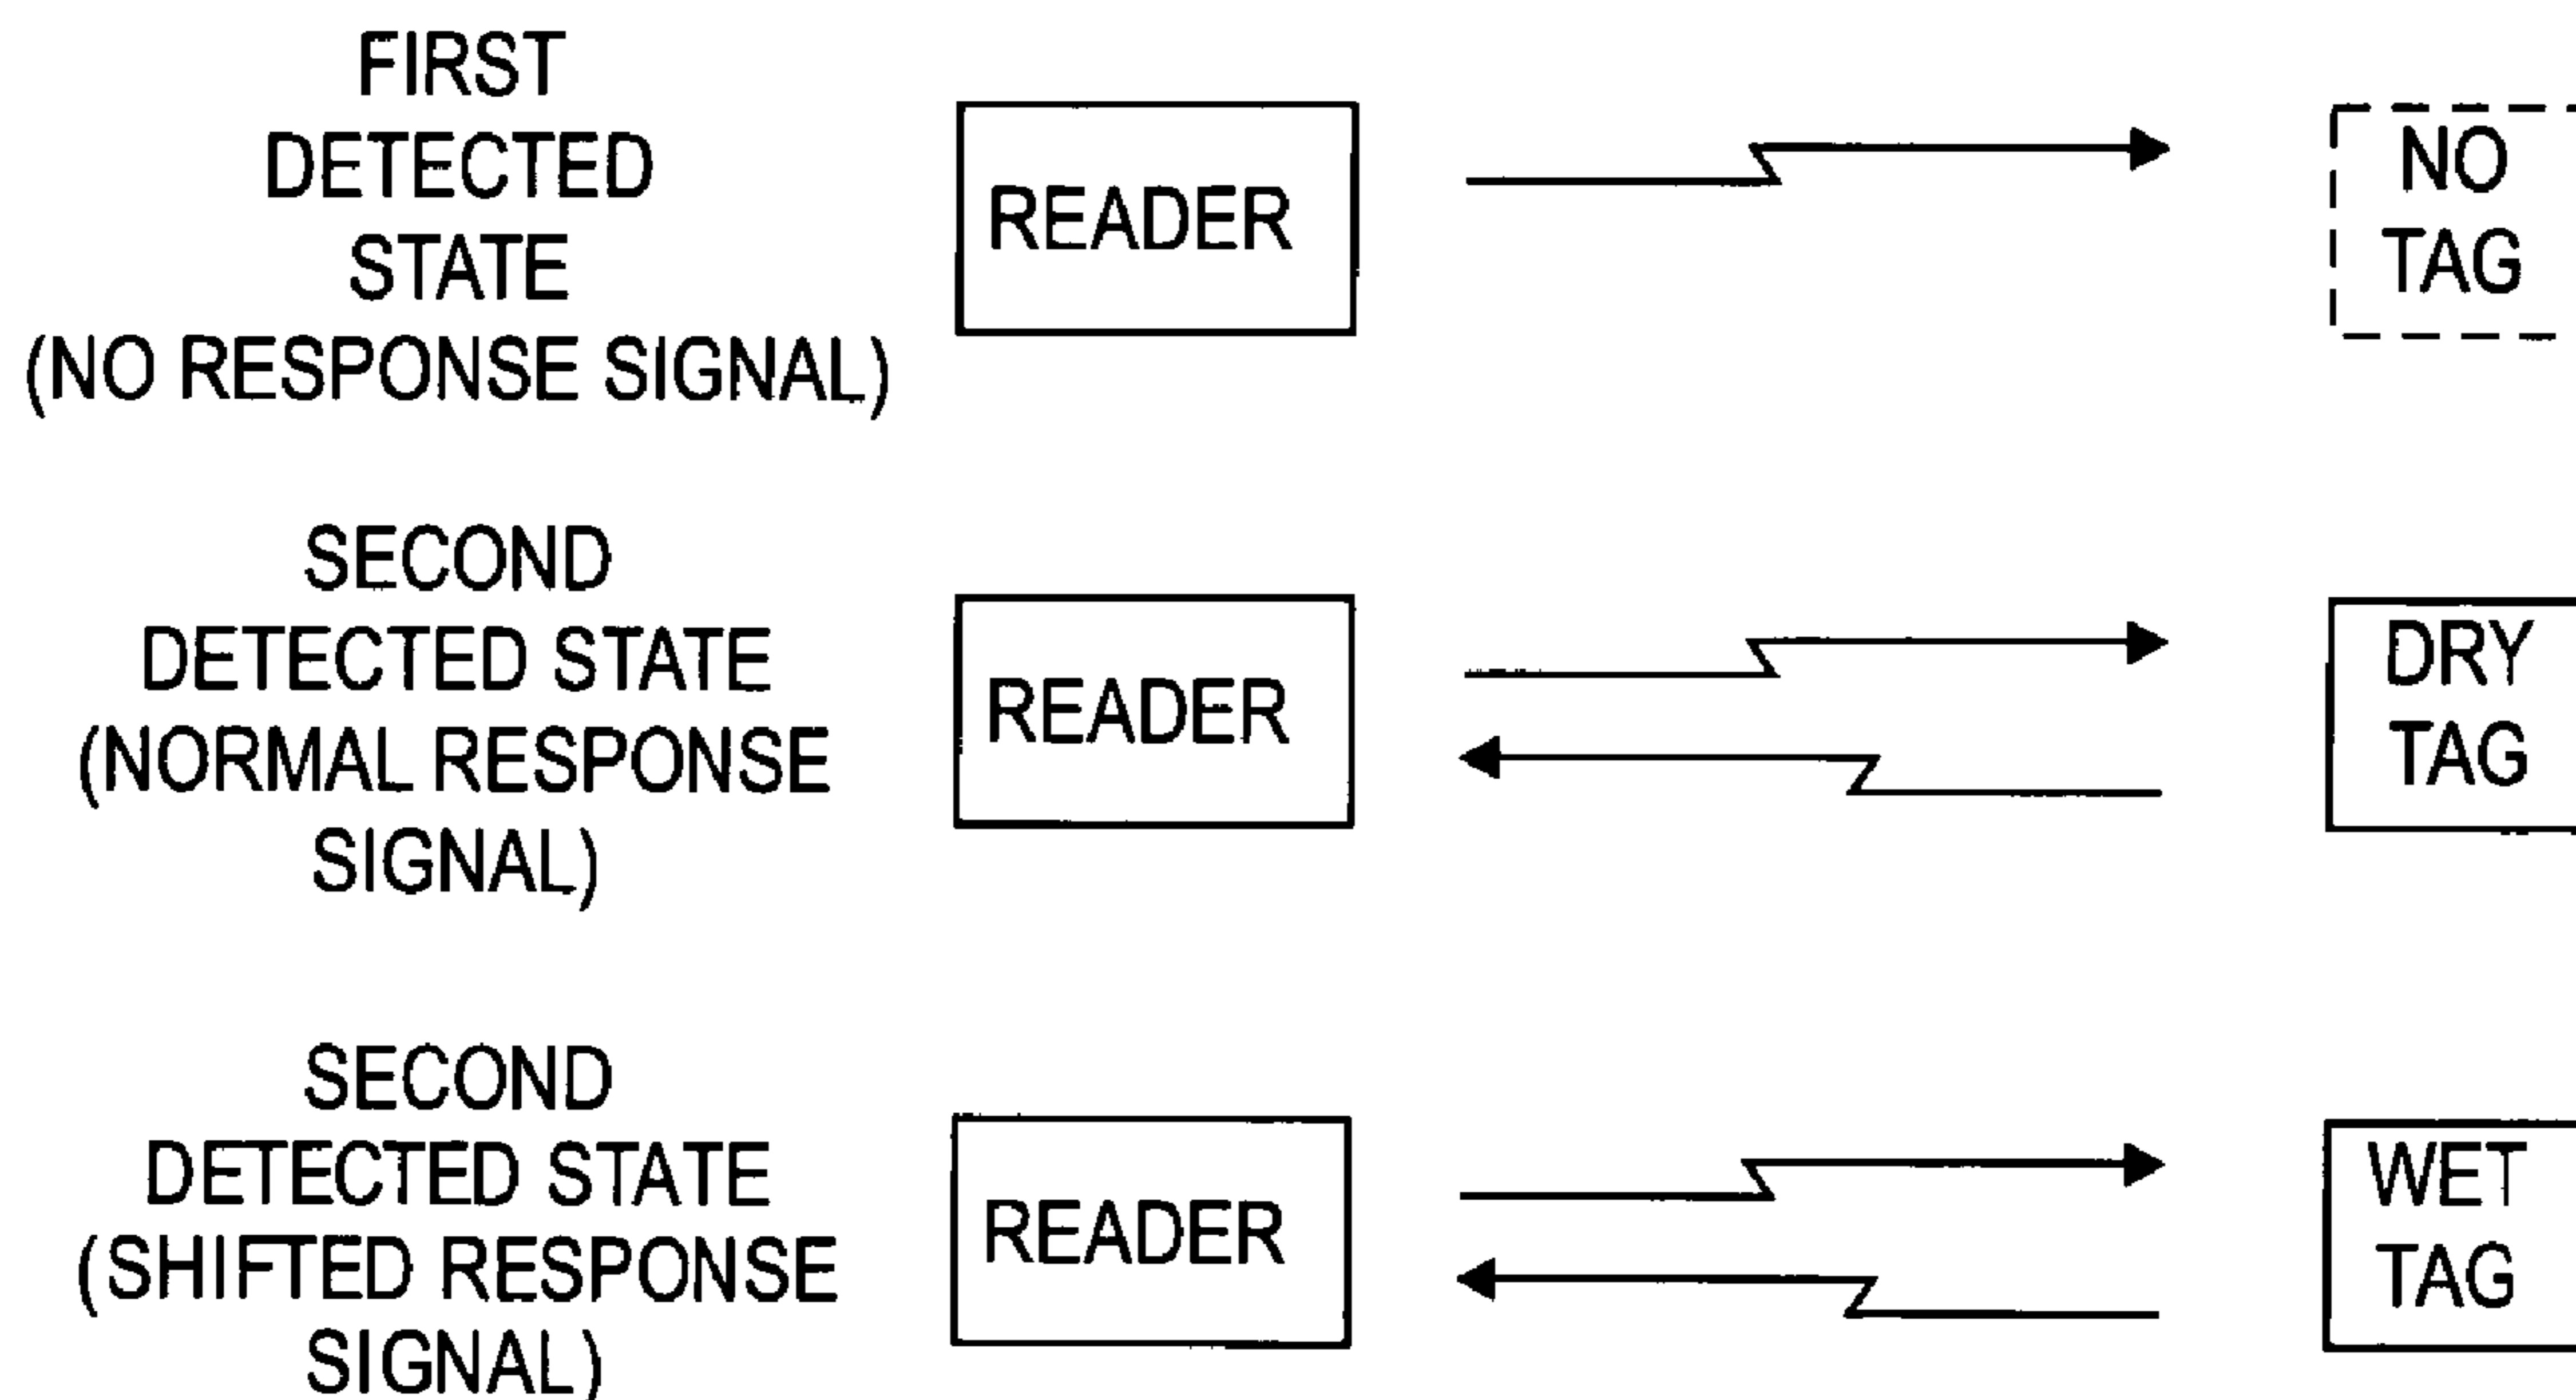 FIRST
DETECTED
STATE
(NO RESPONSE SIGNAL)
READER
NO
TAG
SECOND
DETECTED STATE
(NORMAL RESPONSE
SIGNAL)
READER
DRY
TAG
SECOND
DETECTED STATE
(SHIFTED RESPONSE
SIGNAL)
READER
WET
TAG